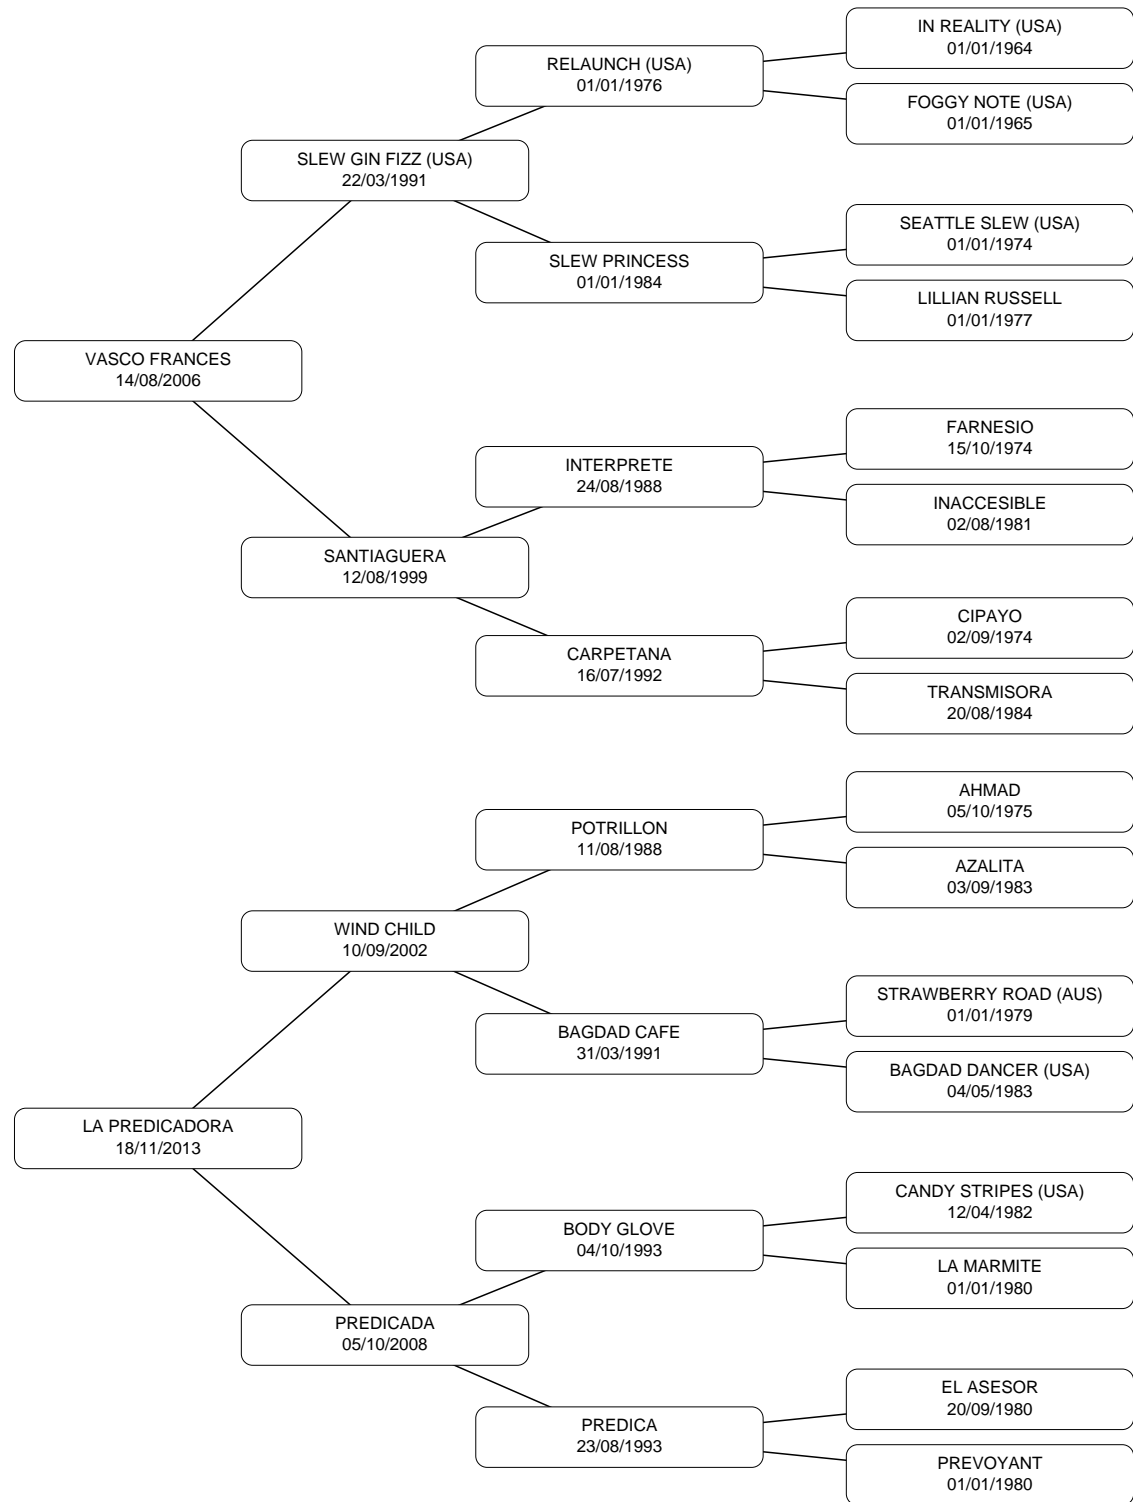 IN REALITY (USA)
01/01/1964
RELAUNCH (USA)
01/01/1976
FOGGY NOTE (USA)
01/01/1965
SLEW GIN FIZZ (USA)
22/03/1991
SEATTLE SLEW (USA)
01/01/1974
SLEW PRINCESS
01/01/1984
LILLIAN RUSSELL
01/01/1977
VASCO FRANCES
14/08/2006
FARNESIO
15/10/1974
INTERPRETE
24/08/1988
INACCESIBLE
02/08/1981
SANTIAGUERA
12/08/1999
CIPAYO
02/09/1974
CARPETANA
16/07/1992
TRANSMISORA
20/08/1984
AHMAD
05/10/1975
POTRILLON
11/08/1988
AZALITA
03/09/1983
WIND CHILD
10/09/2002
STRAWBERRY ROAD (AUS)
01/01/1979
BAGDAD CAFE
31/03/1991
BAGDAD DANCER (USA)
04/05/1983
LA PREDICADORA
18/11/2013
CANDY STRIPES (USA)
12/04/1982
BODY GLOVE
04/10/1993
LA MARMITE
01/01/1980
PREDICADA
05/10/2008
EL ASESOR
20/09/1980
PREDICA
23/08/1993
PREVOYANT
01/01/1980